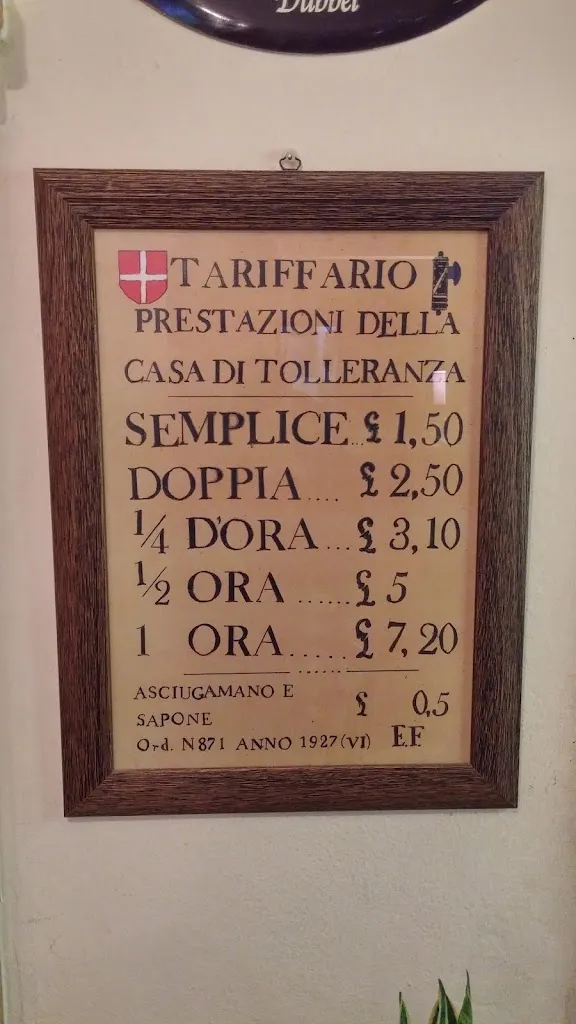 Dubbel
TARIFFARIO
PRESTAZIONI DELLA
CASA DI TOLLERANZA
SEMPLICE...₤ 1,50
DOPPIA.... ₤ 2,50
1/4 D'ORA...₤ 3,10
1/2 ORA ......₤ 5
1 ORA.....₤ 7,20
ASCIUGAMANO E
SAPONE ₤ 0,5
Ord. N871 ANNO 1927(VI) E.F.